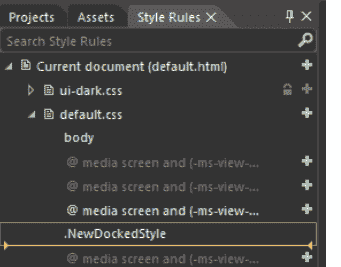 Projects Assets Style Rules
Search Style Rules
Current document (default.html)
ui-dark.css
default.css
body
@ media screen and (-ms-view-...
@ media screen and (-ms-view-...
@ media screen and (-ms-view-...
.NewDockedStyle
@ media screen and (-ms-view-...